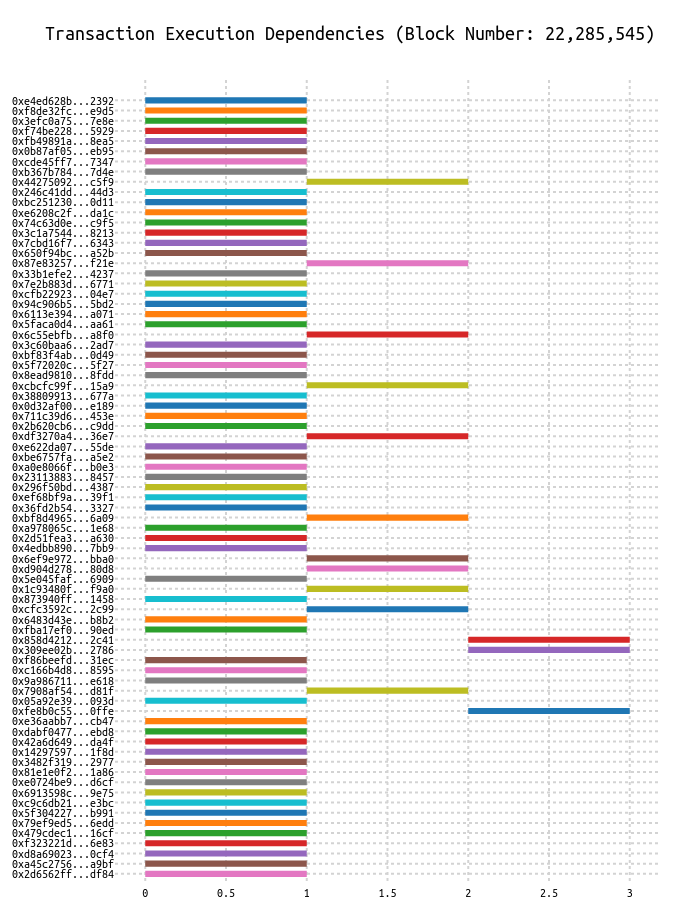 Transaction Execution Dependencies (Block Number: 22,285,545)
0xe4ed628b...2392
0xf8de32fc...e9d5
0x3efc0a75...7e8e
0xf74be228...5929
0xfb49891a...8ea5
0x0b87af05...eb95
0xcde45ff7...7347
0xb367b784...7d4e
0x44275092...c5f9
0x246c41dd...44d3
0xbc251230...0d11
0xe6208c2f...da1c
0x74c63d0e...c9f5
0x3c1a7544...8213
0x7cbd16f7...6343
0x650f94bc...a52b
0x87e83257...f21e
0x33b1efe2...4237
0x7e2b883d...6771
0xcfb22923...04e7
0x94c906b5...5bd2
0x6113e394...a071
0x5faca0d4...aa61
0x6c55ebfb...a8f0
0x3c60baa6...2ad7
0xbf83f4ab...0d49
0x5f72020c...5f27
0x8ead9810...8fdd
0xcbcfc99f...15a9
0x38809913...677a
0x0d32af00...e189
0x711c39d6...453e
0x2b620cb6...c9dd
0xdf3270a4...36e7
0xe622da07...55de
0xbe6757fa...a5e2
0xa0e8066f...b0e3
0x23113883...8457
0x296f50bd...4387
0xef68bf9a...39f1
0x36fd2b54...3327
0xbf8d4965...6a09
0xa978065c...1e68
0x2d51fea3...a630
0x4edbb890...7bb9
0x6ef9e972...bba0
0xd904d278...80d8
0x5e045faf...6909
0x1c93480f...f9a0
0x873940ff...1458
0xcfc3592c...2c99
0x6483d43e...b8b2
0xfba17ef0...90ed
0x858d4212...2c41
0x309ee02b...2786
0xf86beefd...31ec
0xc166b4d8...8595
0x9a986711...e618
0x7908af54...d81f
0x05a92e39...093d
0xfe8b0c55...0ffe
0xe36aabb7...cb47
0xdabf0477...ebd8
0x42a6d649...da4f
0x14297597...1f8d
0x3482f319...2977
0x81e1e0f2...1a86
0xe0724be9...d6cf
0x6913598c...9e75
0xc9c6db21...e3bc
0x5f304227...b991
0x79ef9ed5...6edd
0x479cdec1...16cf
0xf323221d...6e83
0xd8a69023...0cf4
0xa45c2756...a9bf
0x2d6562ff...df84
0 0.5 1 1.5 2 2.5 3